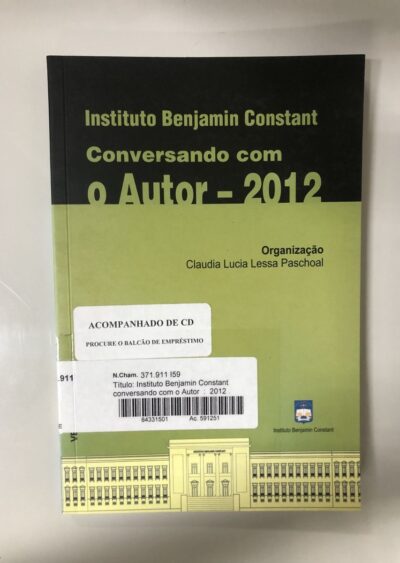 Instituto Benjamin Constant
Conversando com
o Autor – 2012
Organização
Claudia Lucia Lessa Paschoal
ACOMPANHADO DE CD
PROCURE O BALCÃO DE EMPRÉSTIMO
.911
N.Cham. 371.911 I59
Título: Instituto Benjamin Constant
conversando com o Autor : 2012
84331501 Ac. 591251
Instituto Benjamin Constant